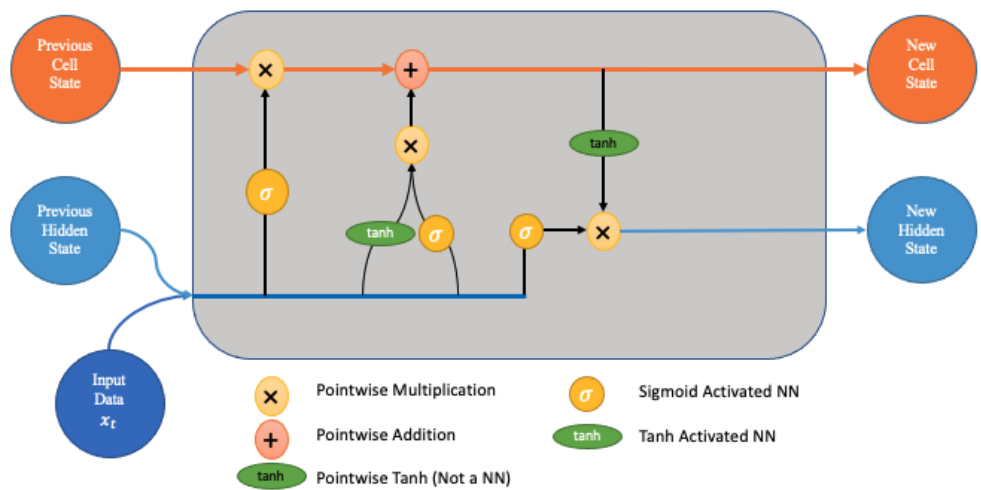 Previous
Cell
State
×
+
New
Cell
State
tanh
×
σ
Previous
Hidden
State
tanh
σ
σ
×
New
Hidden
State
Input
Data
xₜ
× Pointwise Multiplication
σ Sigmoid Activated NN
+ Pointwise Addition
tanh Tanh Activated NN
tanh Pointwise Tanh (Not a NN)